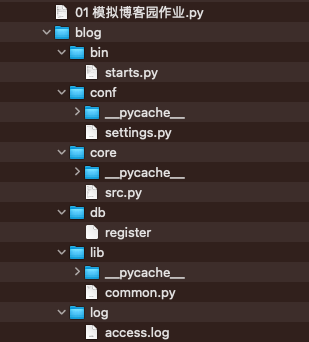 01 模拟博客园作业.py
blog
bin
starts.py
conf
__pycache__
settings.py
core
__pycache__
src.py
db
register
lib
__pycache__
common.py
log
access.log